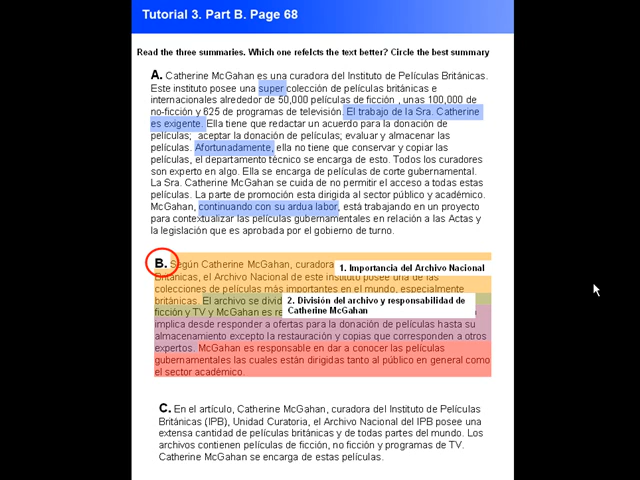 Tutorial 3. Part B. Page 68
Read the three summaries. Which one refelcts the text better? Circle the best summary
A. Catherine McGahan es una curadora del Instituto de Películas Británicas.
Este instituto posee una super colección de películas británicas e
internacionales alrededor de 50,000 películas de ficción , unas 100,000 de
no-ficción y 625 de programas de televisión. El trabajo de la Sra. Catherine
es exigente. Ella tiene que redactar un acuerdo para la donación de
películas; aceptar la donación de películas; evaluar y almacenar las
películas. Afortunadamente, ella no tiene que conservar y copiar las
películas, el departamento técnico se encarga de esto. Todos los curadores
son experto en algo. Ella se encarga de películas de corte gubernamental.
La Sra. Catherine McGahan se cuida de no permitir el acceso a todas estas
películas. La parte de promoción esta dirigida al sector público y académico.
McGahan, continuando con su ardua labor, está trabajando en un proyecto
para contextualizar las películas gubernamentales en relación a las Actas y
la legislación que es aprobada por el gobierno de turno.
B. Según Catherine McGahan, curadora
1. Importancia del Archivo Nacional
Británicas, el Archivo Nacional de este instituto posee una de las
colecciones de películas más importantes en el mundo, especialmente
británicas. El archivo se divid
2. División del archivo y responsabilidad de
Catherine McGahan
ficción y TV y McGahan es re
implica desde responder a ofertas para la donación de películas hasta su
almacenamiento excepto la restauración y copias que corresponden a otros
expertos. McGahan es responsable en dar a conocer las películas
gubernamentales las cuales están dirigidas tanto al público en general como
el sector académico.
C. En el artículo, Catherine McGahan, curadora del Instituto de Películas
Británicas (IPB), Unidad Curatoria, el Archivo Nacional del IPB posee una
extensa cantidad de películas británicas y de todas partes del mundo. Los
archivos contienen películas de ficción, no ficción y programas de TV.
Catherine McGahan se encarga de estas películas.